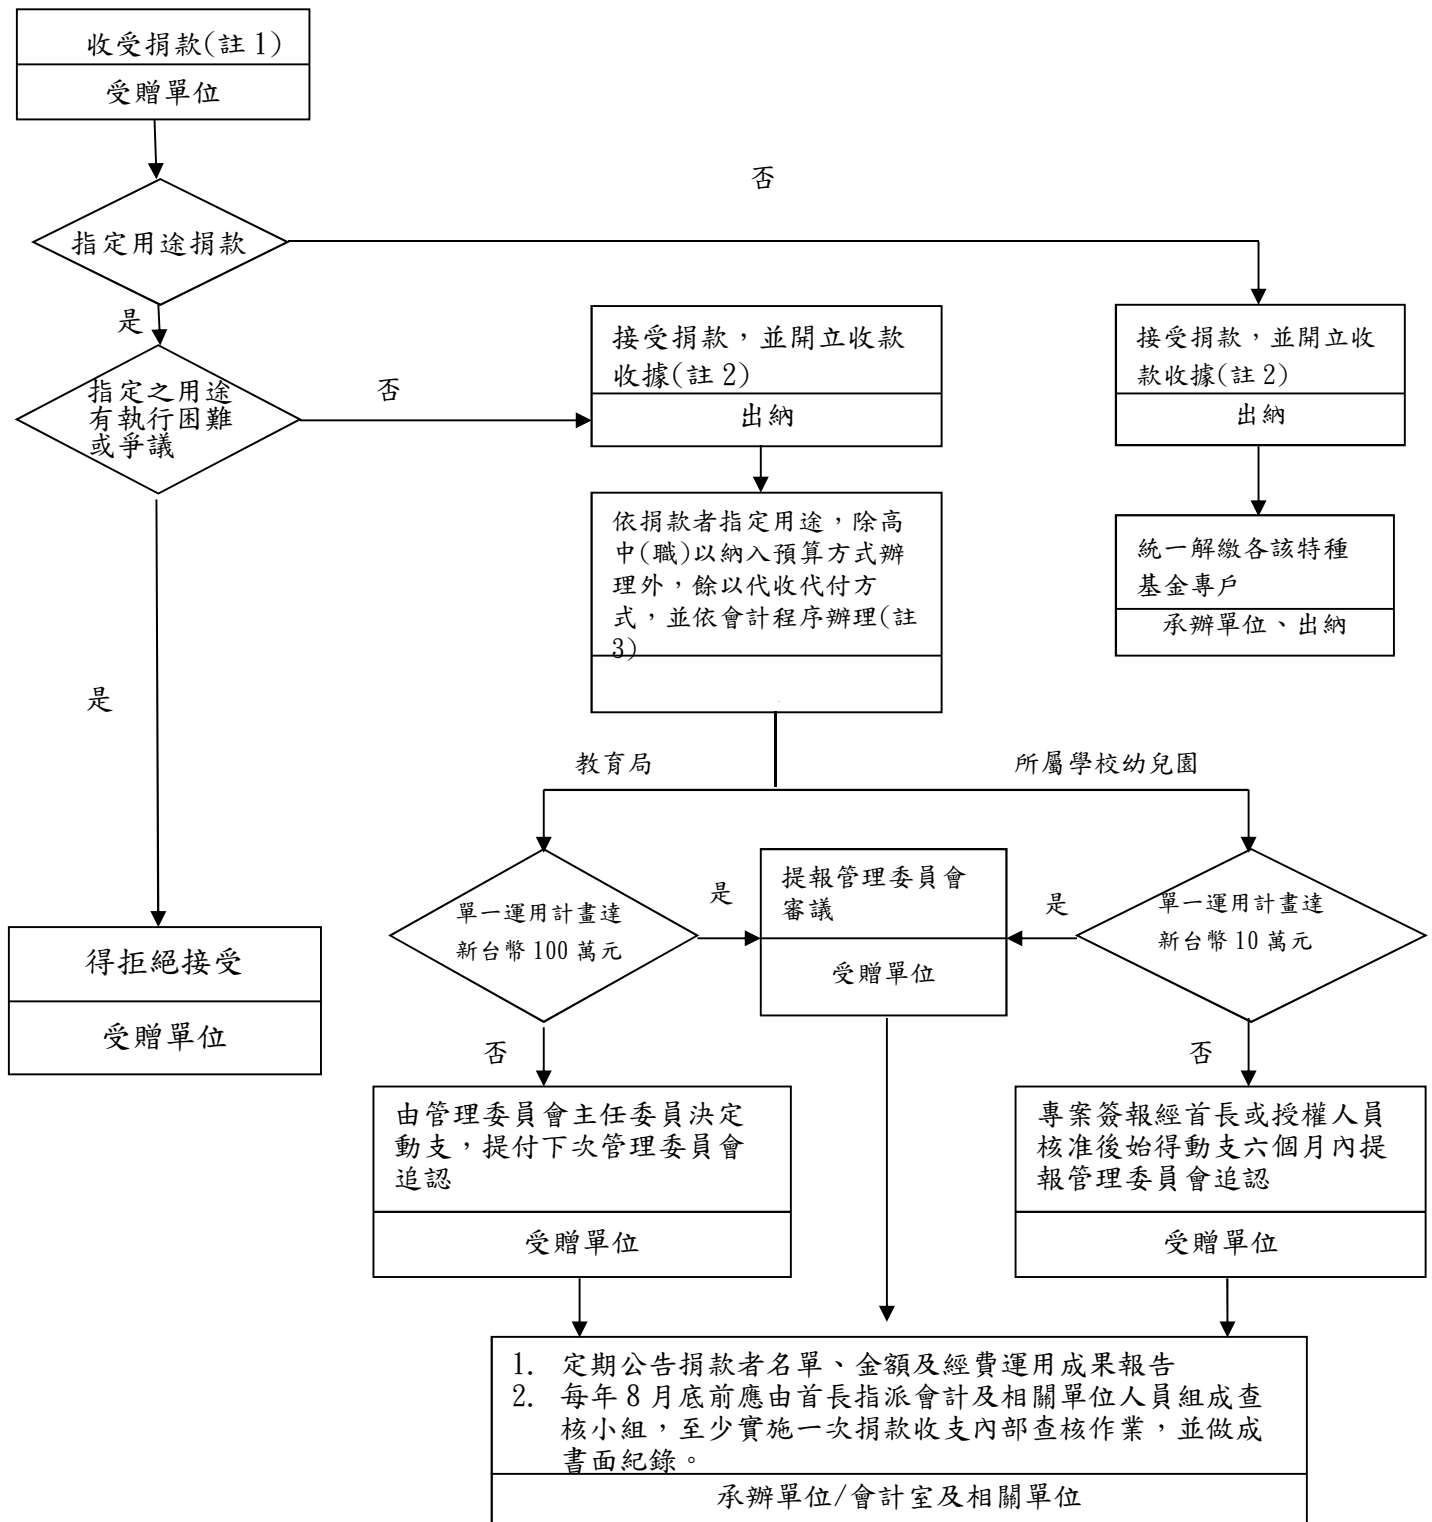 收受捐款(註1)
受贈單位
否
指定用途捐款
是
接受捐款，並開立收款
收據(註2)
出納
接受捐款，並開立收
款收據(註2)
出納
指定之用途
有執行困難
或爭議
否
依捐款者指定用途，除高
中(職)以納入預算方式辦
理外，餘以代收代付方
式，並依會計程序辦理(註
3)
統一解繳各該特種
基金專戶
承辦單位、出納
是
教育局
所屬學校幼兒園
單一運用計畫達
新台幣100萬元
是
提報管理委員會
審議
受贈單位
是
單一運用計畫達
新台幣10萬元
得拒絕接受
受贈單位
否
否
由管理委員會主任委員決定
動支，提付下次管理委員會
追認
受贈單位
專案簽報經首長或授權人員
核准後始得動支六個月內提
報管理委員會追認
受贈單位
1. 定期公告捐款者名單、金額及經費運用成果報告
2. 每年8月底前應由首長指派會計及相關單位人員組成查
核小組，至少實施一次捐款收支內部查核作業，並做成
書面紀錄。
承辦單位/會計室及相關單位